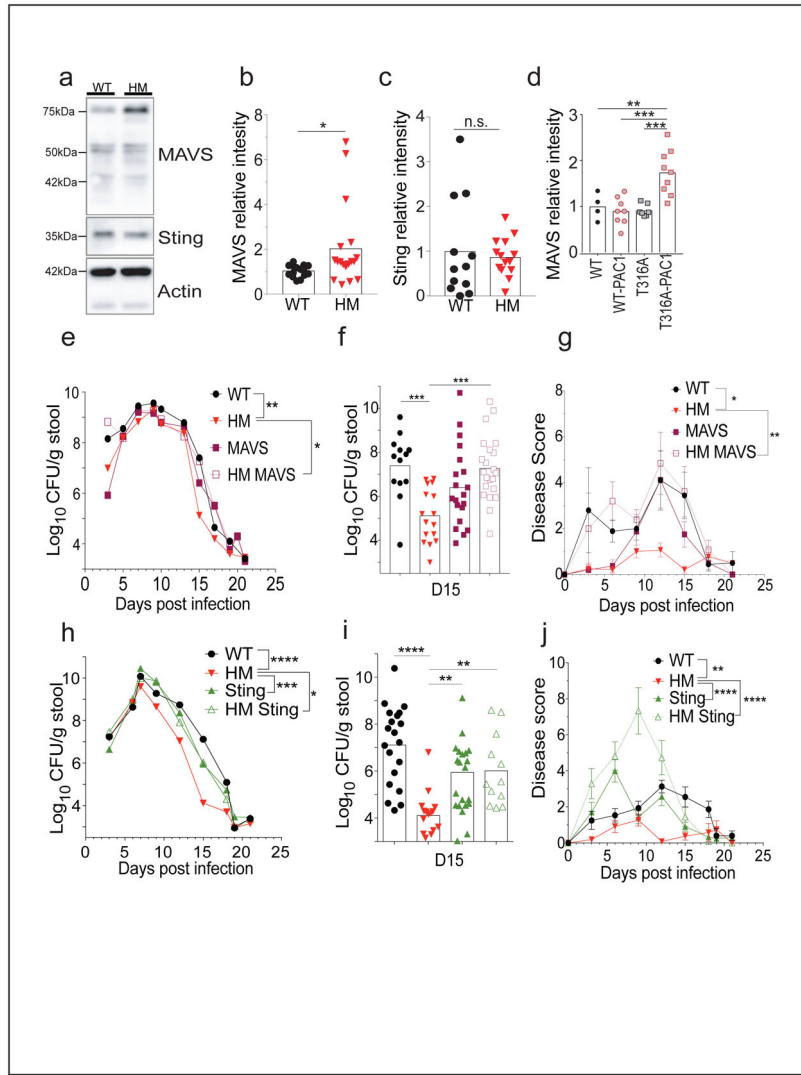 a
WT HM
75kDa
50kDa
42kDa
MAVS
35kDa
Sting
42kDa
Actin
b
MAVS relative intesity
8
6
4
2
0
*
WT HM
c
Sting relative intensity
4
3
2
1
0
n.s.
WT HM
d
MAVS relative intesity
3
2
1
0
**
***
***
WT
WT-PAC1
T316A
T316A-PAC1
e
Log10 CFU/g stool
10
8
6
4
0 5 10 15 20 25
Days post infection
WT
HM
MAVS
HM MAVS
**
*
f
Log10 CFU/g stool
10
8
6
4
*** ***
D15
g
Disease Score
8
6
4
2
0
0 5 10 15 20 25
Days post infection
WT
HM
MAVS
HM MAVS
*
**
h
Log10 CFU/g stool
10
8
6
4
0 5 10 15 20 25
Days post infection
WT
HM
Sting
HM Sting
****
***
*
i
Log10 CFU/g stool
10
8
6
4
**** **
**
D15
j
Disease score
10
8
6
4
2
0
0 5 10 15 20 25
Days post infection
WT
HM
Sting
HM Sting
**
****
****